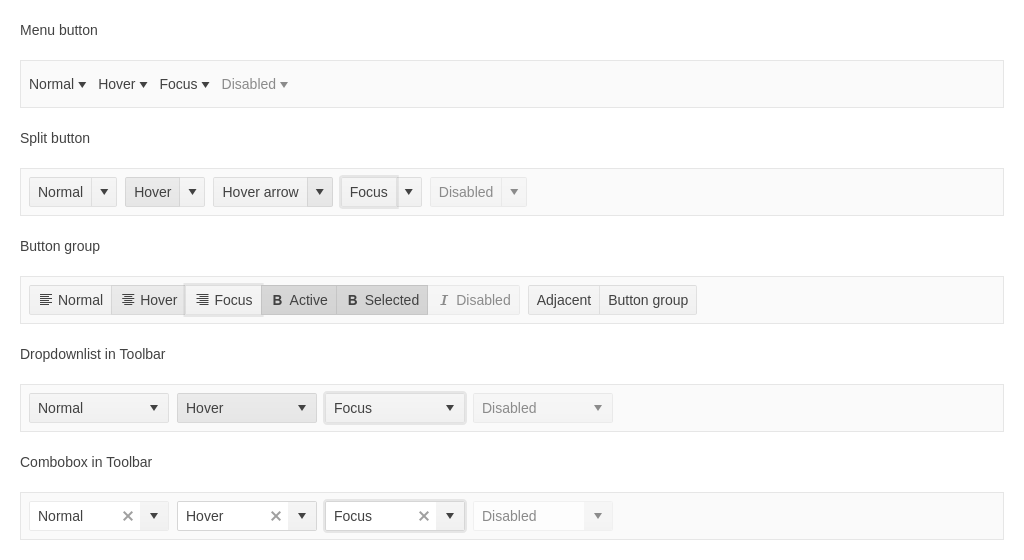 Menu button
Normal Hover Focus Disabled
Split button
Normal Hover Hover arrow Focus Disabled
Button group
Normal Hover Focus B Active B Selected I Disabled Adjacent Button group
Dropdownlist in Toolbar
Normal Hover Focus Disabled
Combobox in Toolbar
Normal Hover Focus Disabled